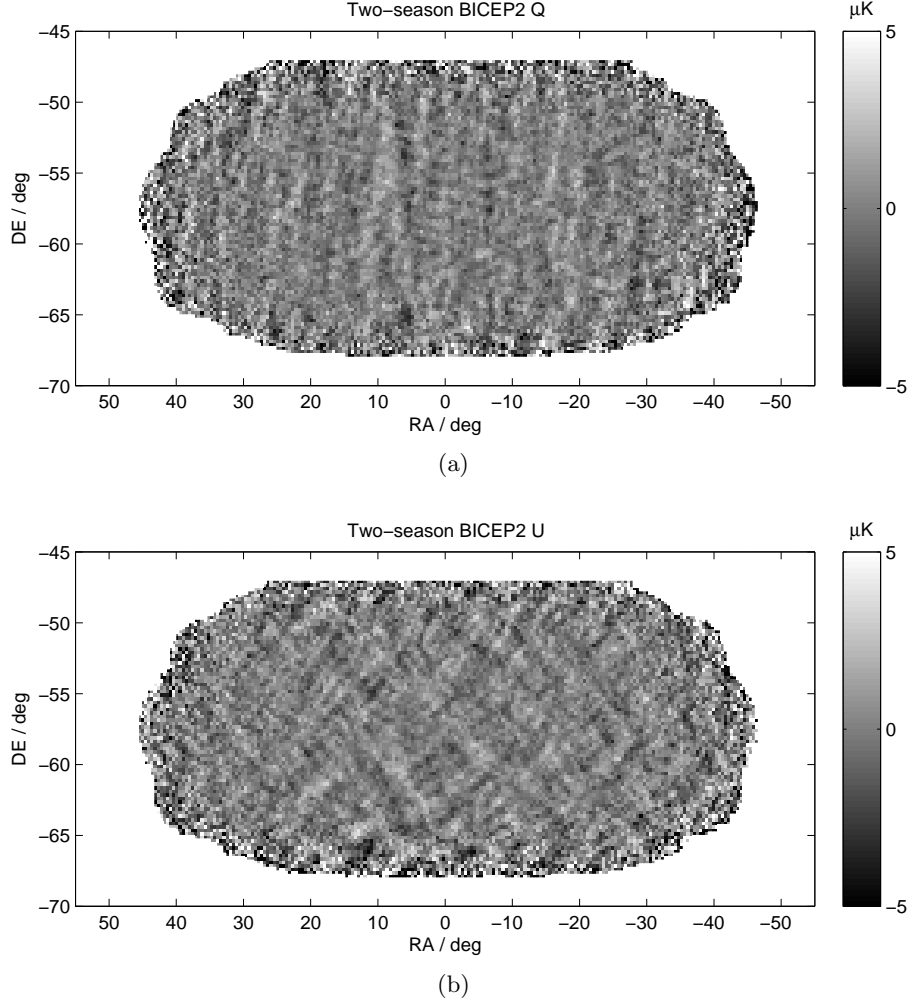 Two−season BICEP2 Q
μK
−45
−50
−55
−60
−65
−70
DE / deg
50 40 30 20 10 0 −10 −20 −30 −40 −50
RA / deg
5
0
−5
(a)
Two−season BICEP2 U
μK
−45
−50
−55
−60
−65
−70
DE / deg
50 40 30 20 10 0 −10 −20 −30 −40 −50
RA / deg
5
0
−5
(b)